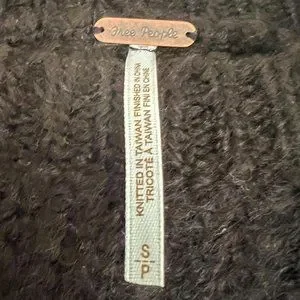 Free People
KNITTED IN TAIWAN FINISHED IN CHINA
TRICOTÉ À TAIWAN FINI EN CHINE
S/P